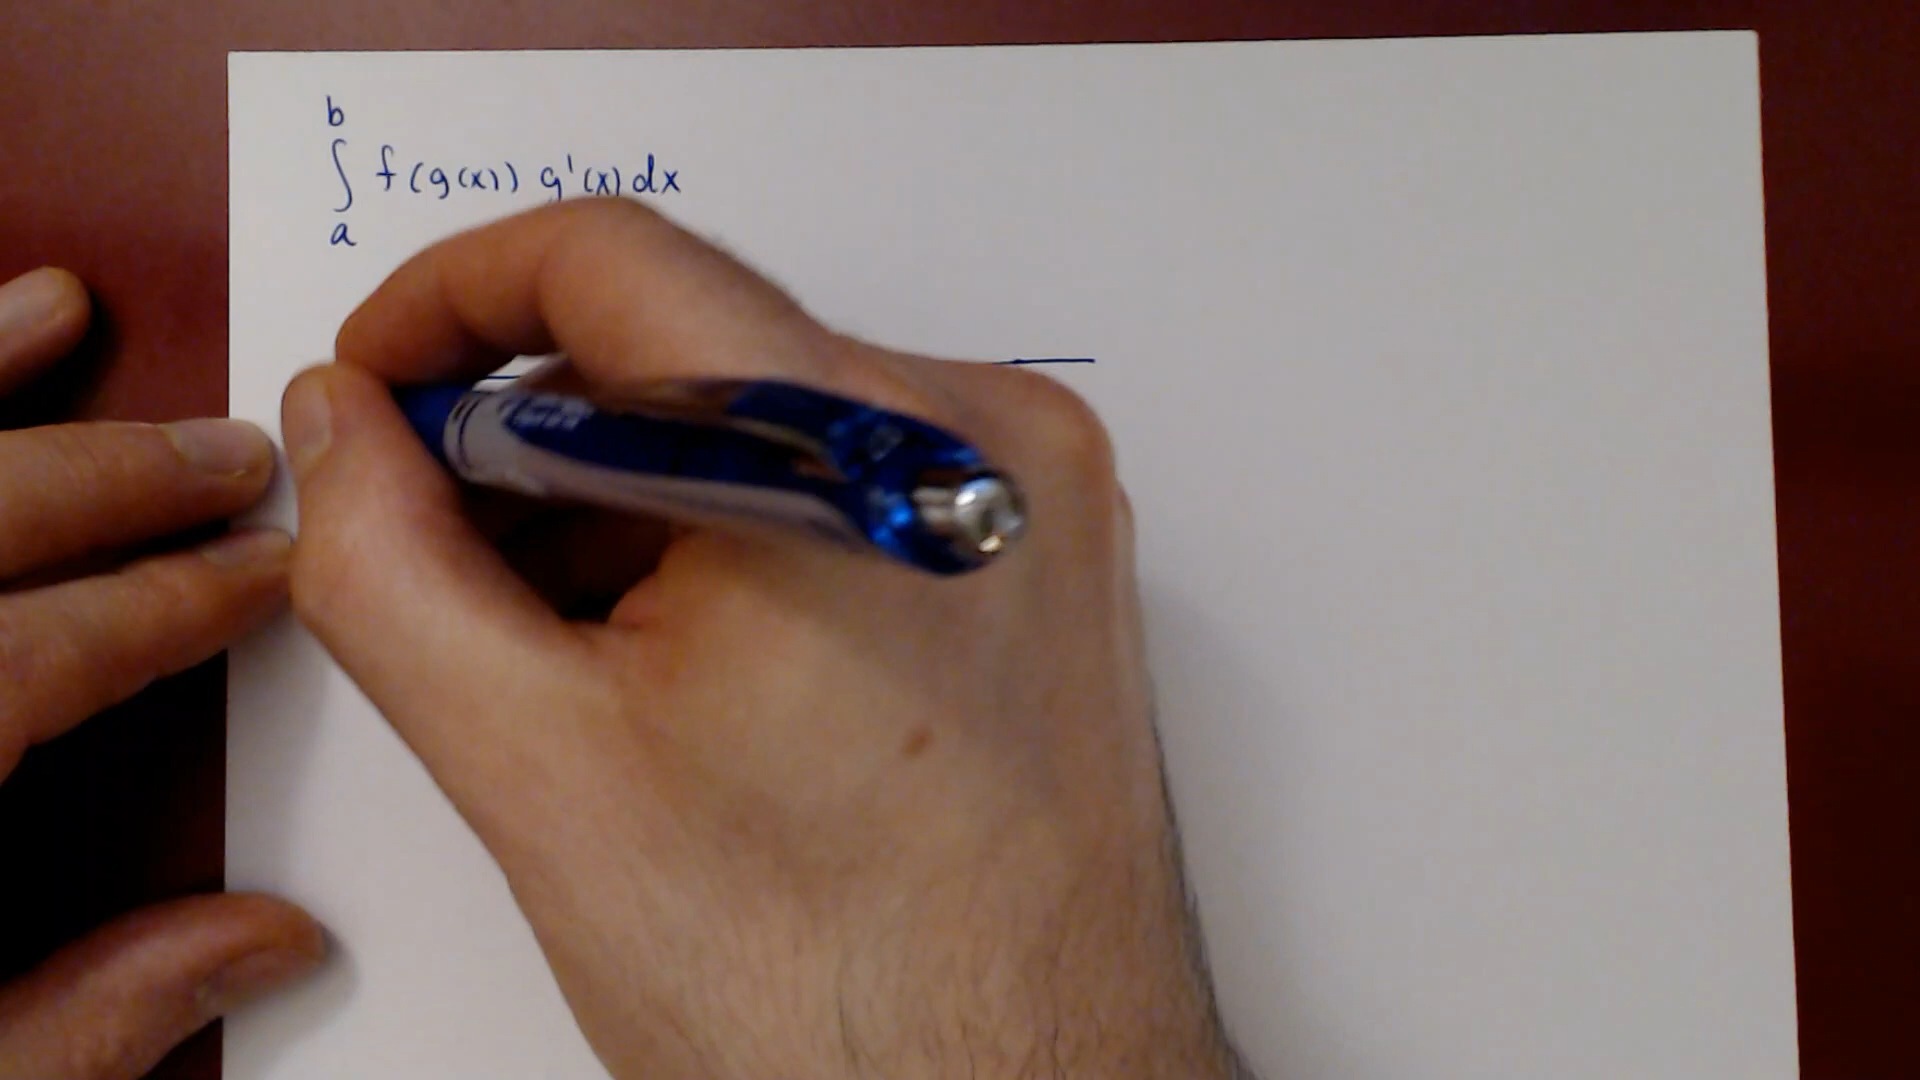 b
∫ f(g(x)) g'(x) dx
a